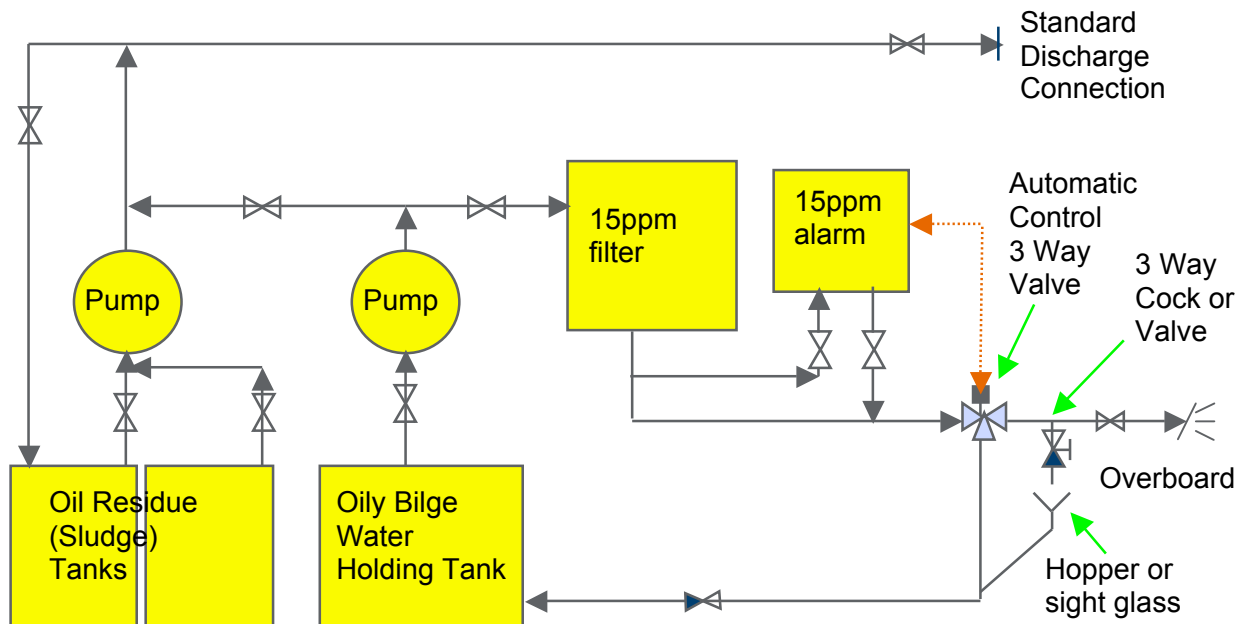 Standard
Discharge
Connection
15ppm
filter
15ppm
alarm
Automatic
Control
3 Way
Valve
3 Way
Cock or
Valve
Pump
Pump
Oil Residue
(Sludge)
Tanks
Oily Bilge
Water
Holding Tank
Overboard
Hopper or
sight glass